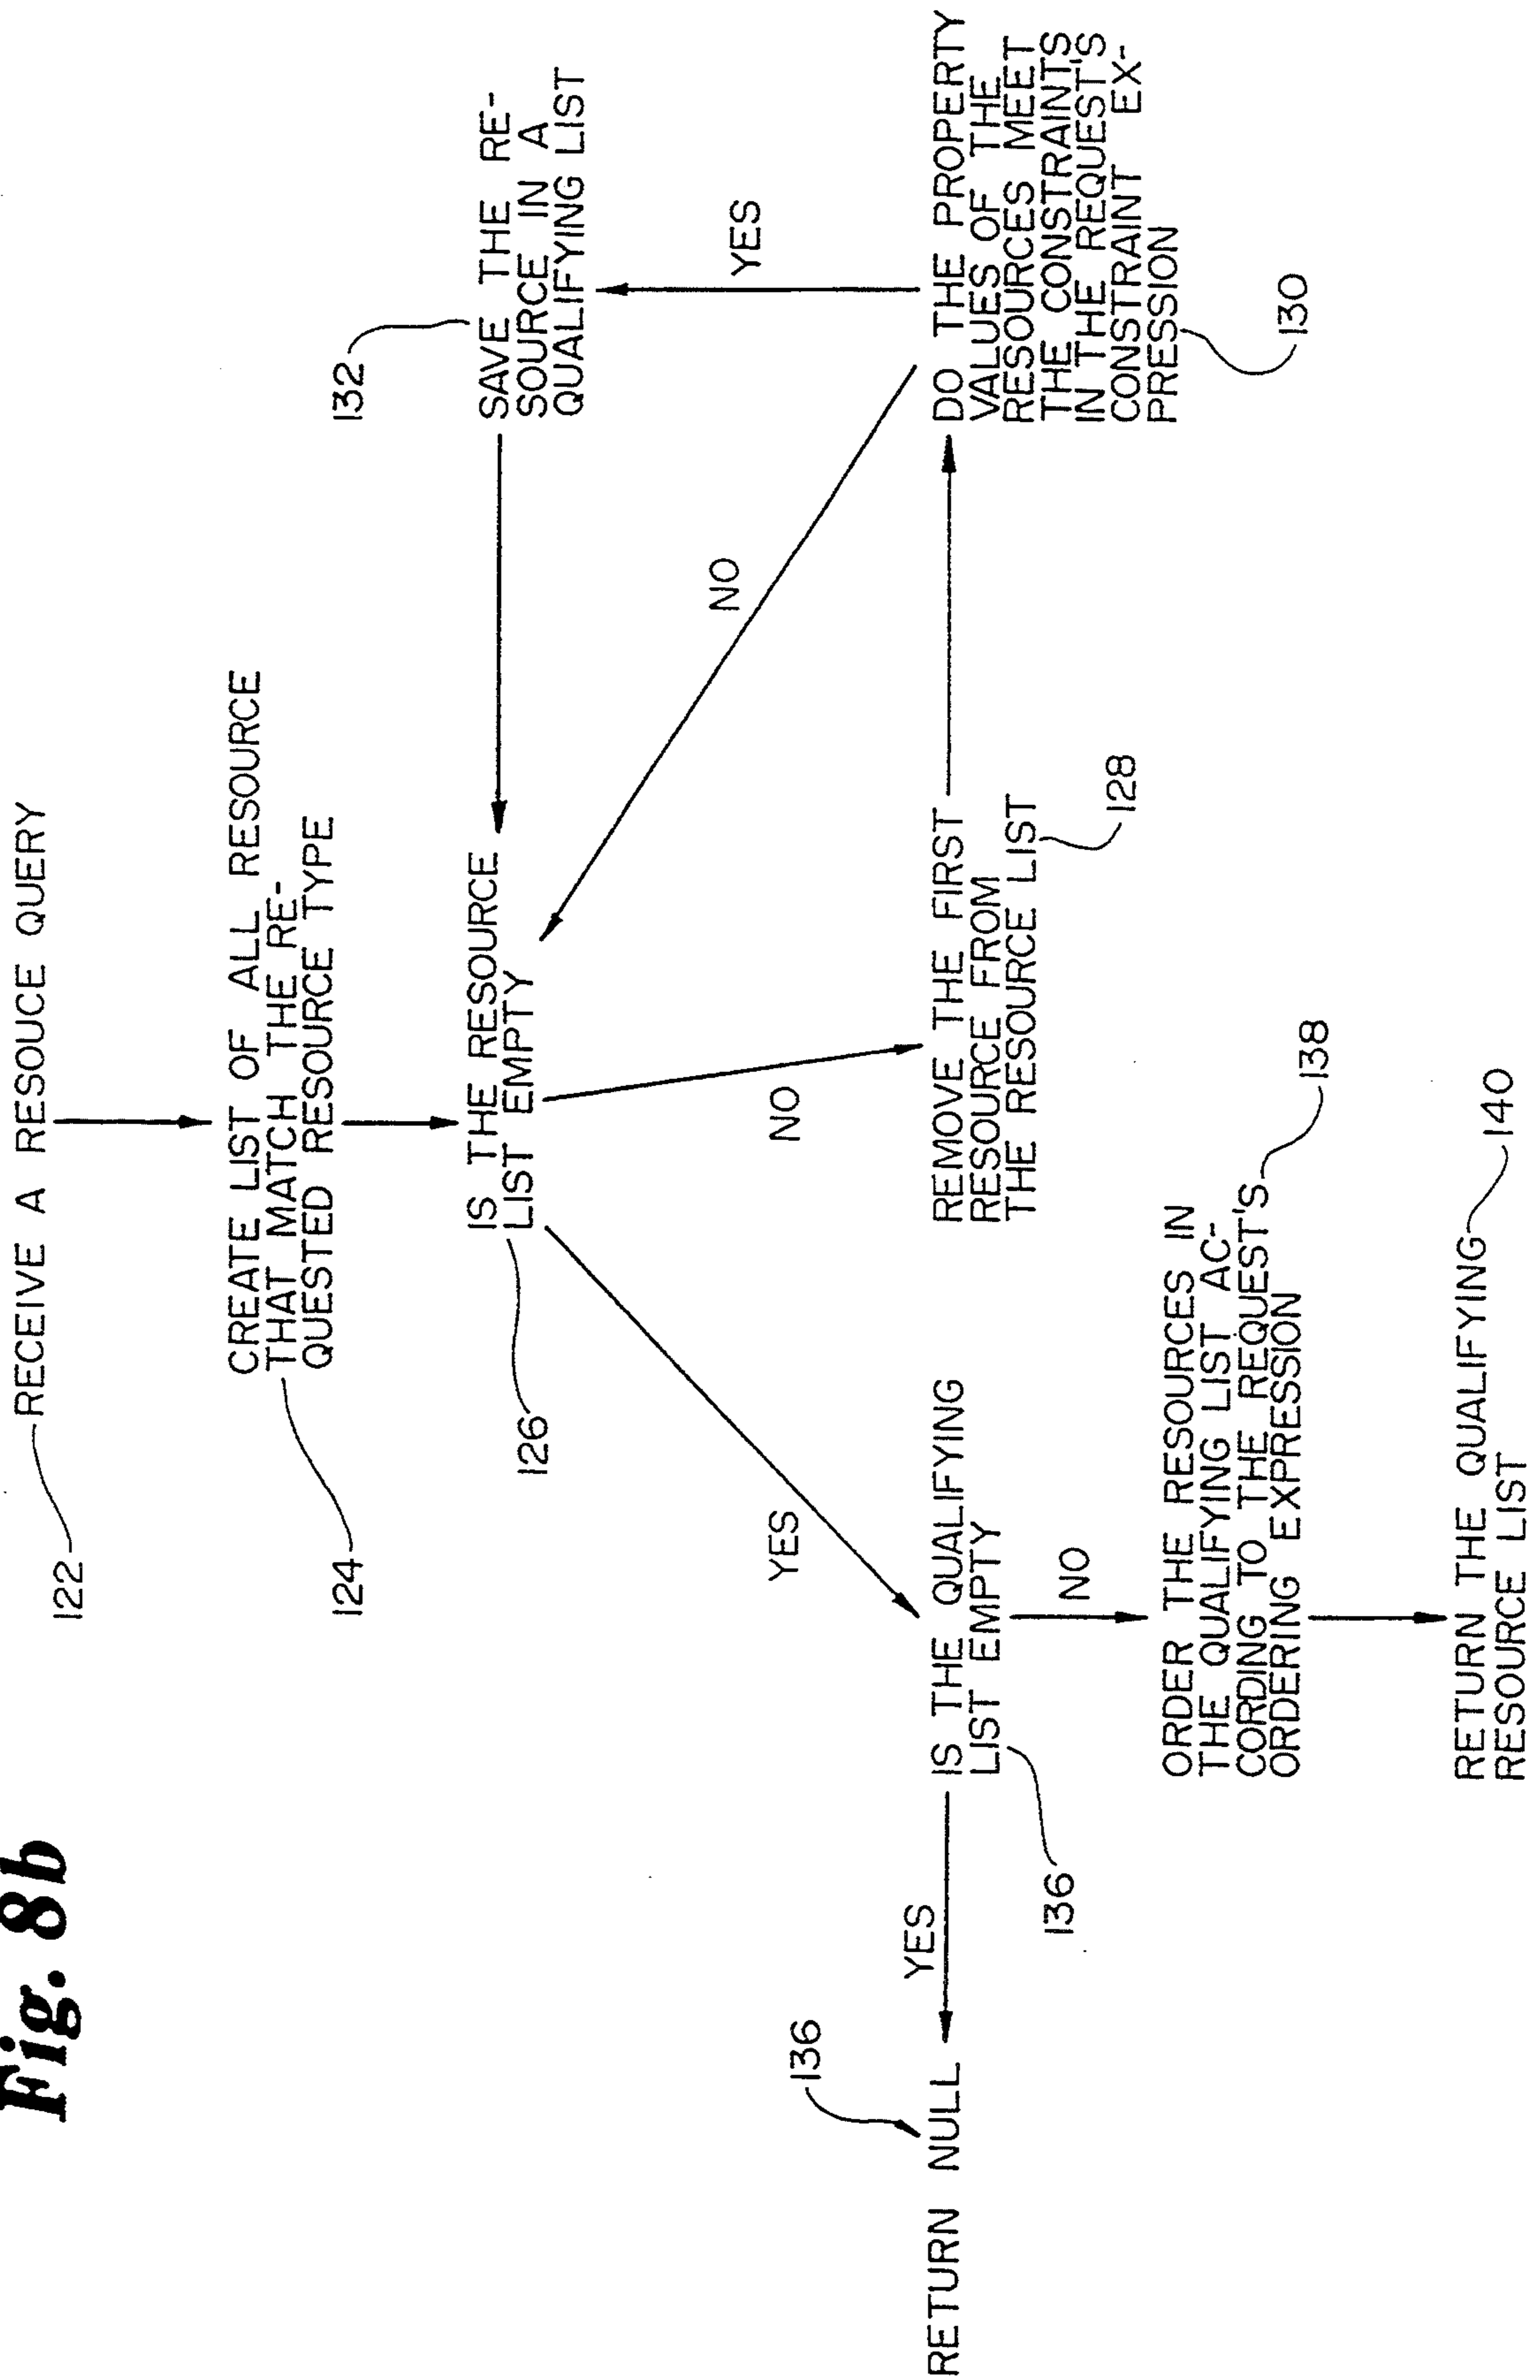 Fig. 8b
122
RECEIVE A RESOUCE QUERY
124
CREATE LIST OF ALL RESOURCE
THAT MATCH THE RE-
QUESTED RESOURCE TYPE
126
IS THE RESOURCE
LIST EMPTY
132
SAVE THE RE-
SOURCE IN A
QUALIFYING LIST
YES
NO
NO
YES
136
RETURN NULL
YES
IS THE QUALIFYING
LIST EMPTY
136
REMOVE THE FIRST
RESOURCE FROM
THE RESOURCE LIST
128
DO THE PROPERTY
VALUES OF THE
RESOURCES MEET
THE CONSTRAINTS
IN THE REQUEST'S
CONSTRAINT EX-
PRESSION
130
NO
ORDER THE RESOURCES IN
THE QUALIFYING LIST AC-
CORDING TO THE REQUEST'S
ORDERING EXPRESSION
138
RETURN THE QUALIFYING
RESOURCE LIST
140